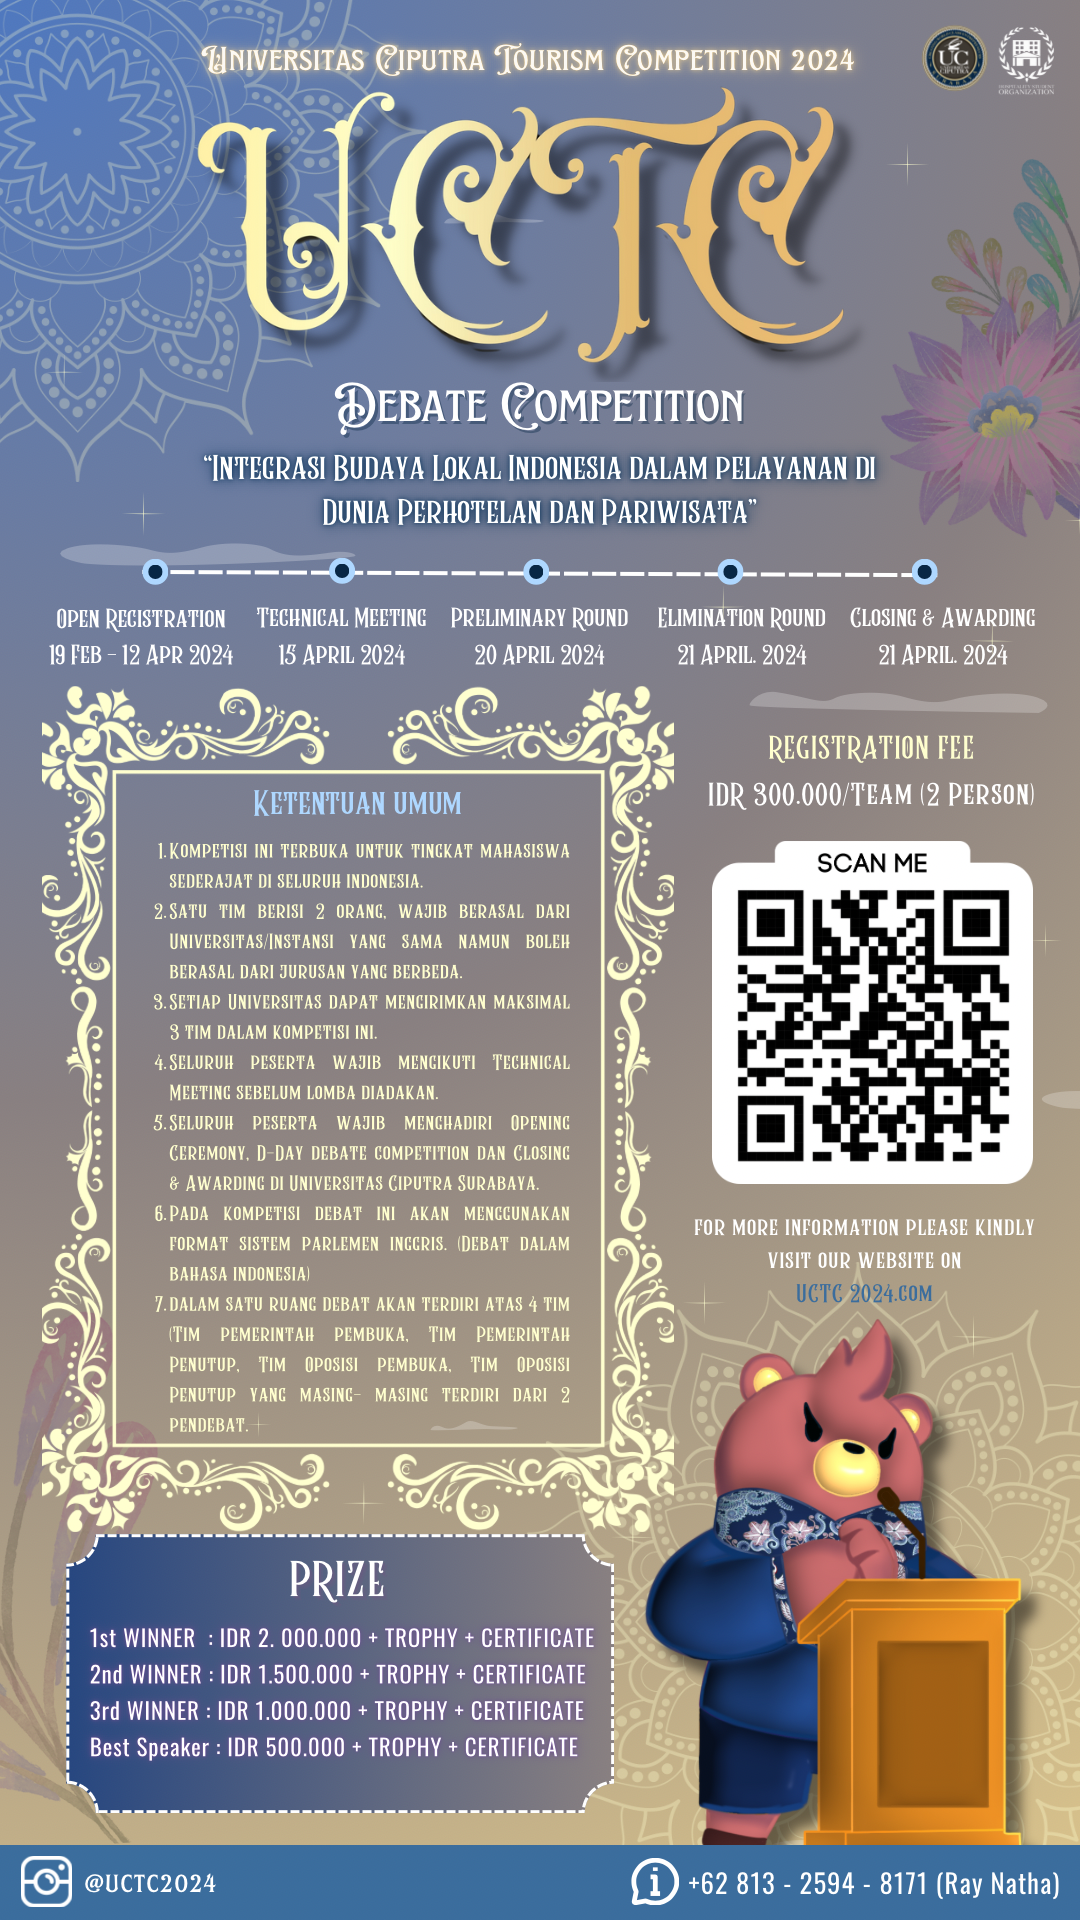 Universitas Ciputra Tourism Competition 2024
UC
HOSPITALITY STUDENT
ORGANIZATION
UCTC
Debate Competition
“Integrasi Budaya Lokal Indonesia dalam pelayanan di
Dunia Perhotelan dan Pariwisata”
Open Registration
19 Feb - 12 Apr 2024
Technical Meeting
15 April 2024
Preliminary Round
20 April 2024
Elimination Round
21 April. 2024
Closing & Awarding
21 April. 2024
Ketentuan umum
1. Kompetisi ini terbuka untuk tingkat mahasiswa
sederajat di seluruh indonesia.
2. Satu tim berisi 2 orang, wajib berasal dari
Universitas/Instansi yang sama namun boleh
berasal dari jurusan yang berbeda.
3. Setiap Universitas dapat mengirimkan maksimal
3 tim dalam kompetisi ini.
4. Seluruh peserta wajib mengikuti Technical
Meeting sebelum lomba diadakan.
5. Seluruh peserta wajib menghadiri Opening
Ceremony, D-Day debate competition dan Closing
& Awarding di Universitas Ciputra Surabaya.
6. Pada kompetisi debat ini akan menggunakan
format sistem parlemen inggris. (Debat dalam
bahasa indonesia)
7. dalam satu ruang debat akan terdiri atas 4 tim
(Tim pemerintah pembuka, Tim Pemerintah
Penutup, Tim Oposisi pembuka, Tim Oposisi
Penutup yang masing- masing terdiri dari 2
pendebat.
REGISTRATION FEE
IDR 300.000/Team (2 Person)
SCAN ME
for more information please kindly
visit our website on
UCTC 2024.com
PRIZE
1st WINNER : IDR 2. 000.000 + TROPHY + CERTIFICATE
2nd WINNER : IDR 1.500.000 + TROPHY + CERTIFICATE
3rd WINNER : IDR 1.000.000 + TROPHY + CERTIFICATE
Best Speaker : IDR 500.000 + TROPHY + CERTIFICATE
@UCTC2024
+62 813 - 2594 - 8171 (Ray Natha)